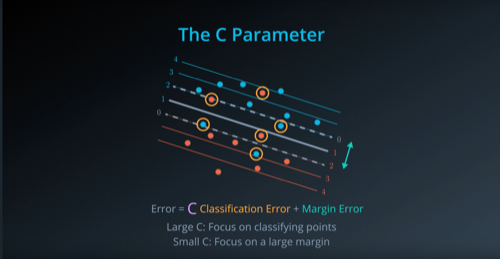 The C Parameter
4
3
2
1
0
0
1
2
3
4
Error = C Classification Error + Margin Error
Large C: Focus on classifying points
Small C: Focus on a large margin